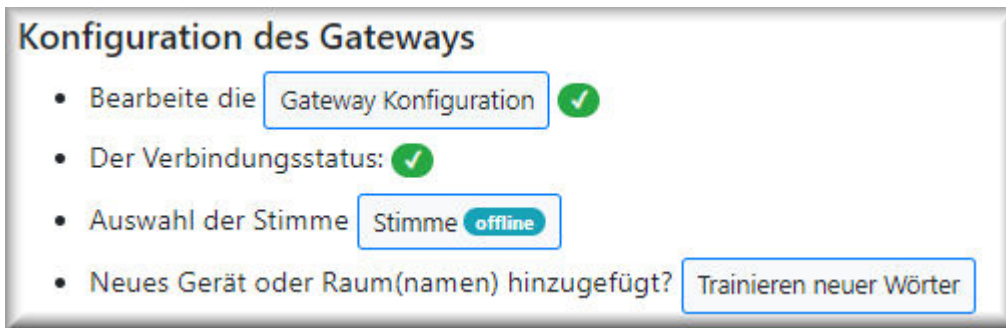 Konfiguration des Gateways
Bearbeite die Gateway Konfiguration
Der Verbindungsstatus:
Auswahl der Stimme Stimme offline
Neues Gerät oder Raum(namen) hinzugefügt? Trainieren neuer Wörter